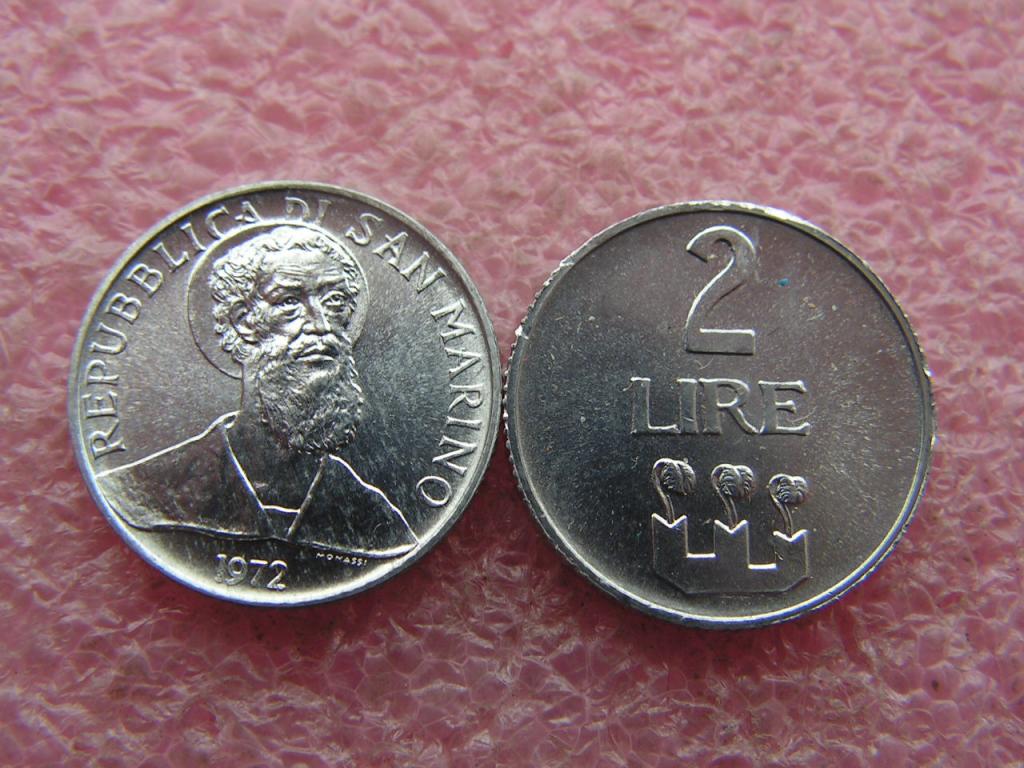 REPUBBLICA DI SAN MARINO
1972
MONASSI
2
LIRE